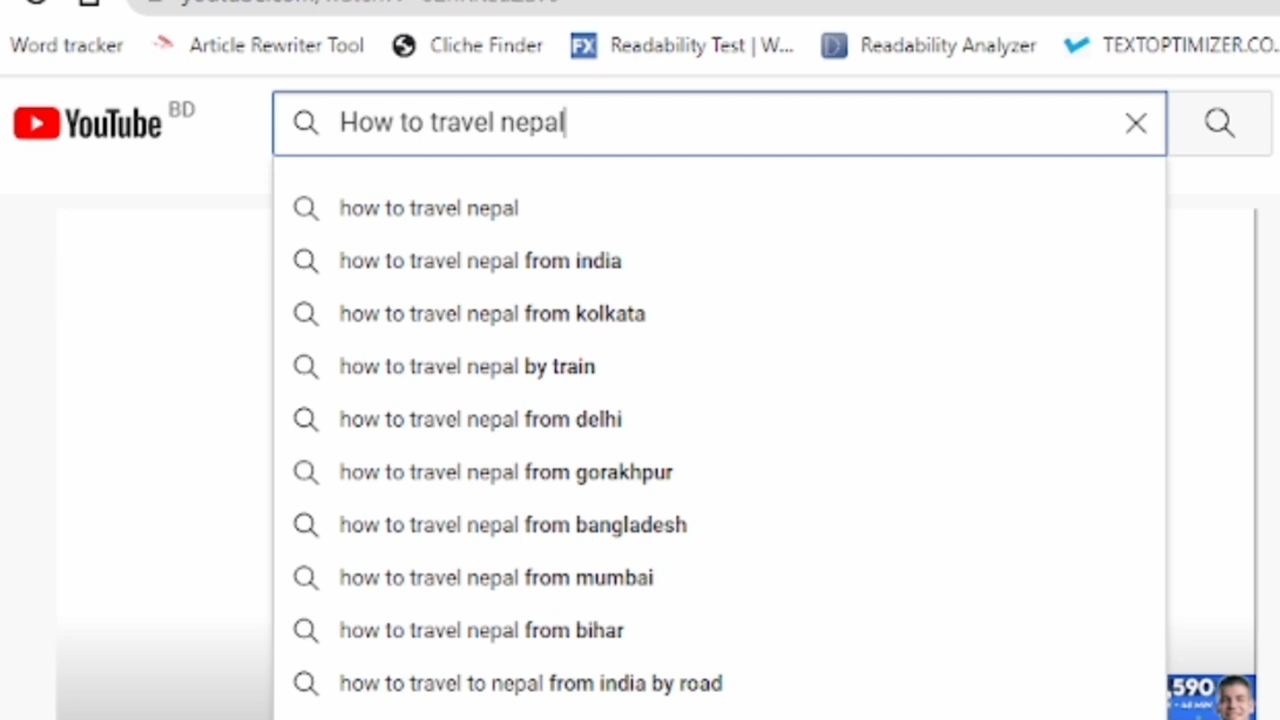 Word tracker Article Rewriter Tool Cliche Finder FX Readability Test | W... Readability Analyzer TEXTOPTIMIZER.CO.
YouTube BD How to travel nepal
how to travel nepal
how to travel nepal from india
how to travel nepal from kolkata
how to travel nepal by train
how to travel nepal from delhi
how to travel nepal from gorakhpur
how to travel nepal from bangladesh
how to travel nepal from mumbai
how to travel nepal from bihar
how to travel to nepal from india by road
,590